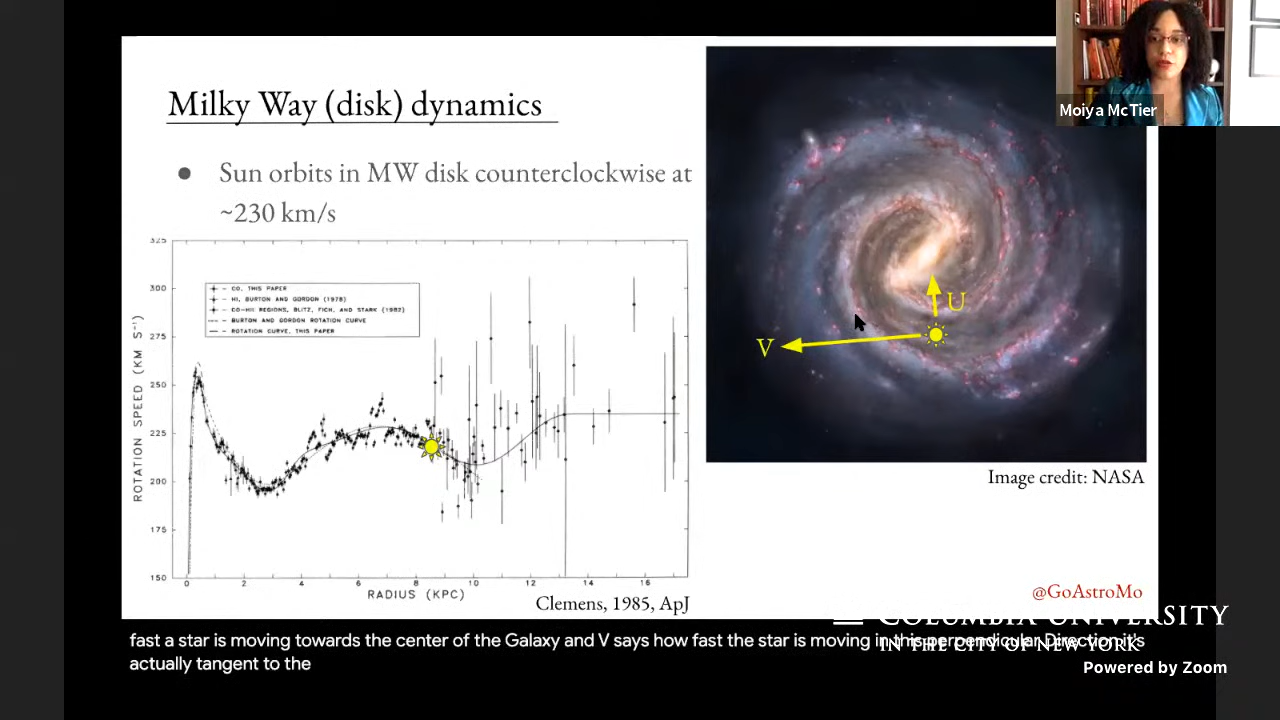 Moiya McTier
Milky Way (disk) dynamics
● Sun orbits in MW disk counterclockwise at
~230 km/s
325
300
275
250
225
200
175
150
ROTATION SPEED (KM S⁻¹)
— CO, THIS PAPER
— HI, BURTON AND GORDON (1978)
— CO-HII REGIONS, BLITZ, FICH, AND STARK (1982)
— BURTON AND GORDON ROTATION CURVE
— ROTATION CURVE, THIS PAPER
0 2 4 6 8 10 12 14 16
RADIUS (KPC)
Clemens, 1985, ApJ
U
V
Image credit: NASA
@GoAstroMo
COLUMBIA UNIVERSITY
IN THE CITY OF NEW YORK
fast a star is moving towards the center of the Galaxy and V says how fast the star is moving in this perpendicular Direction it's
actually tangent to the
Powered by Zoom